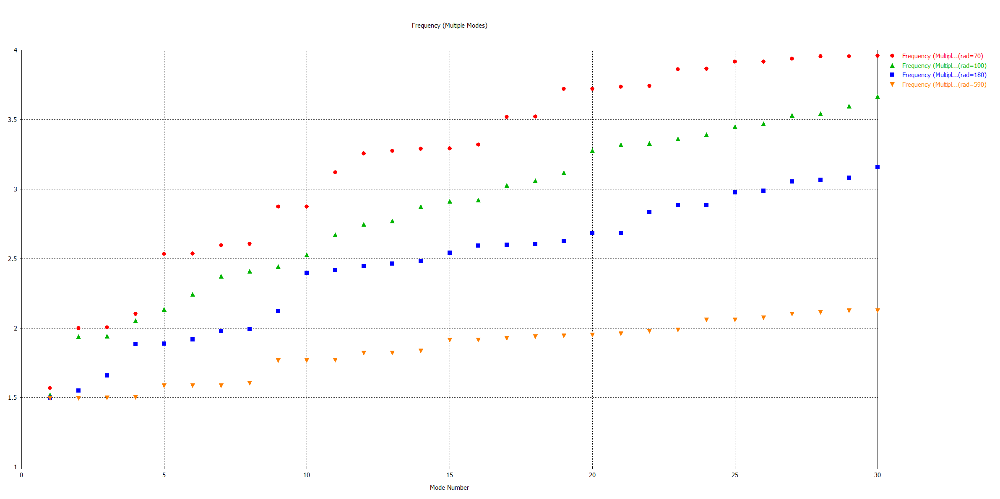 Frequency (Multiple Modes)
4
3.5
3
2.5
2
1.5
1
0 5 10 15 20 25 30
Mode Number
Frequency (Multipl...(rad=70)
Frequency (Multipl...(rad=100)
Frequency (Multipl...(rad=180)
Frequency (Multipl...(rad=590)